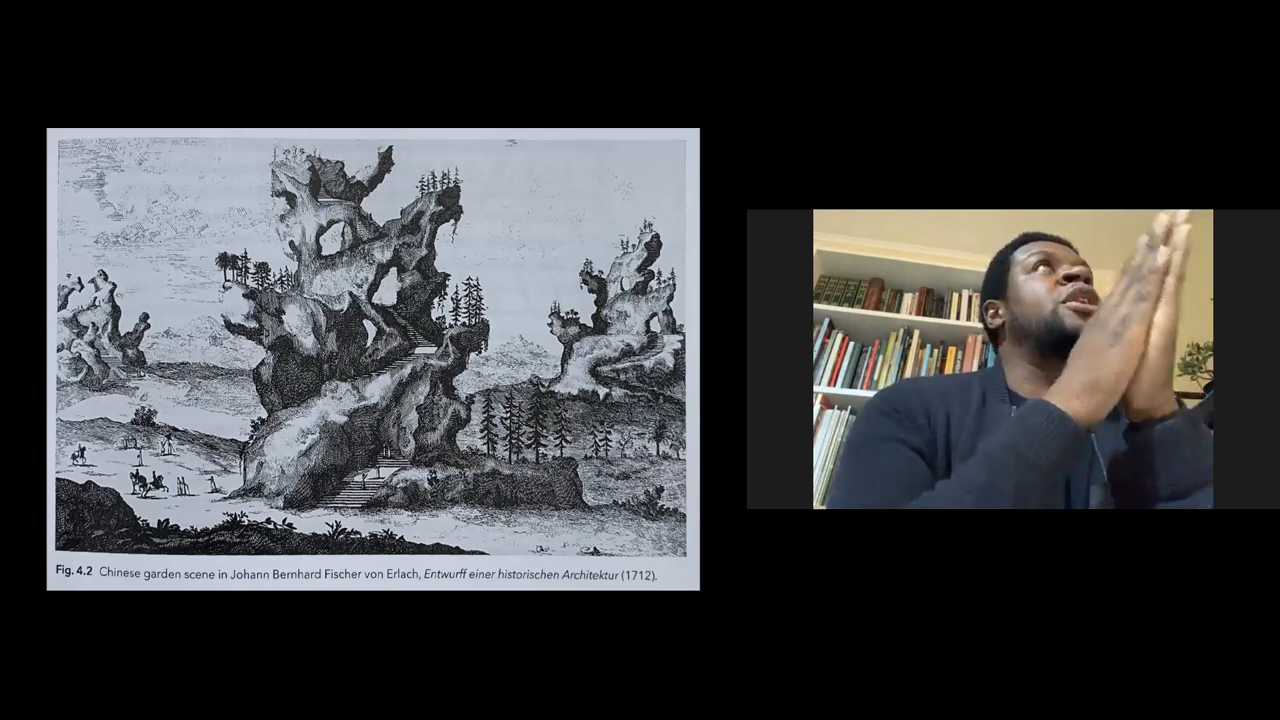 Fig. 4.2 Chinese garden scene in Johann Bernhard Fischer von Erlach, Entwurff einer historischen Architektur (1712).